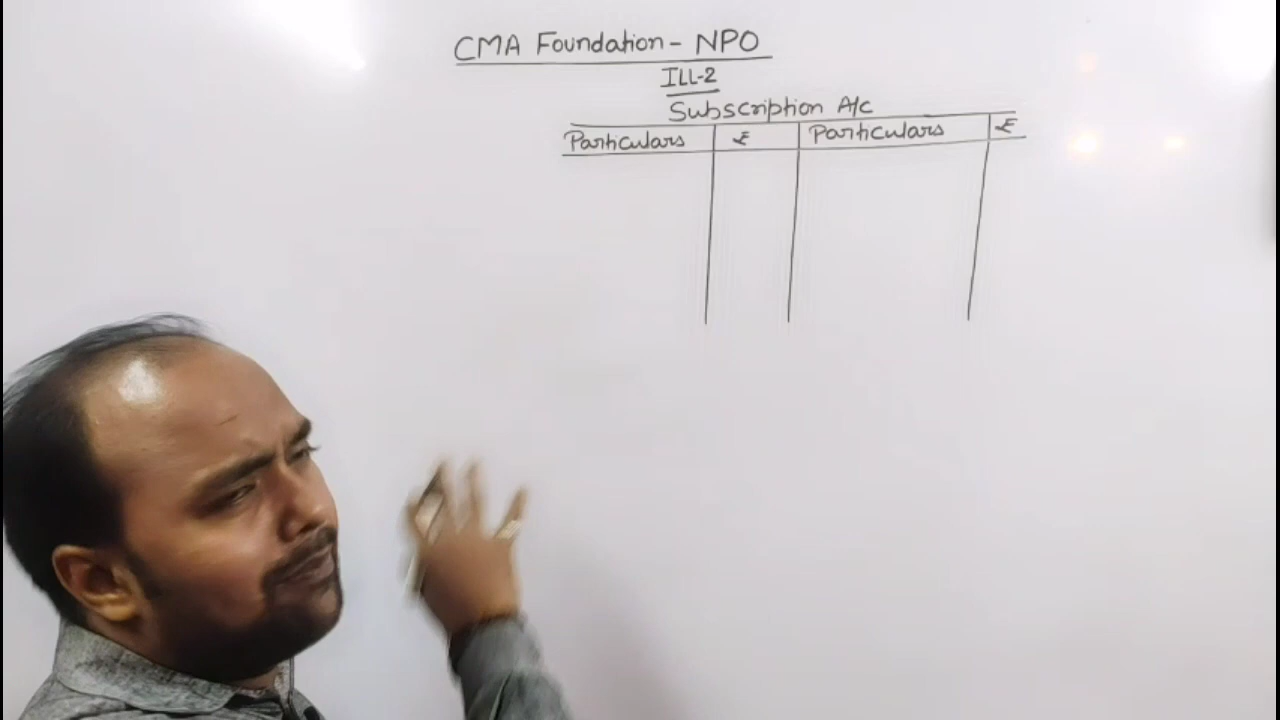 CMA Foundation - NPO
ILL-2
Subscription A/c
Particulars ₹ Particulars ₹